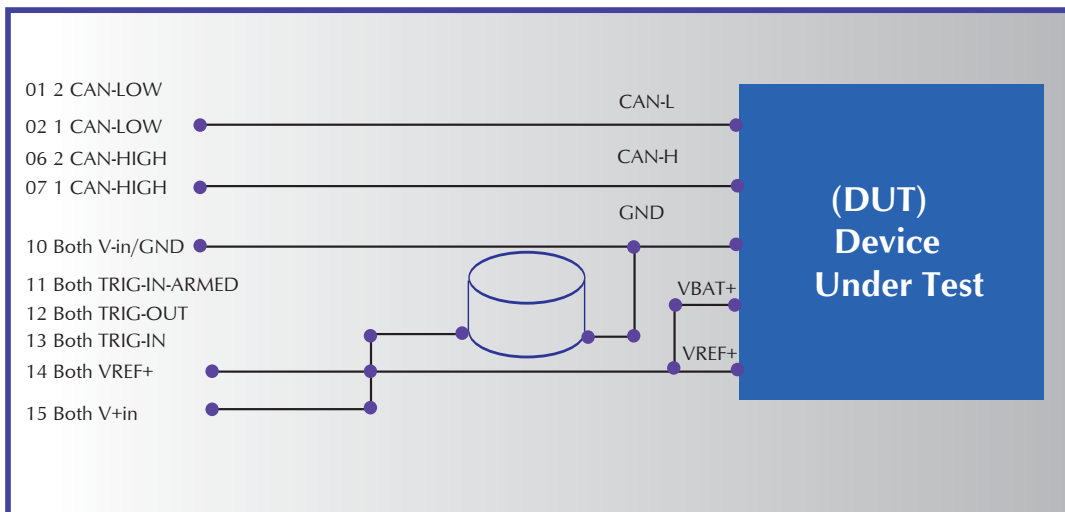 01 2 CAN-LOW
CAN-L
02 1 CAN-LOW
06 2 CAN-HIGH
CAN-H
07 1 CAN-HIGH
GND
10 Both V-in/GND
11 Both TRIG-IN-ARMED
12 Both TRIG-OUT
13 Both TRIG-IN
14 Both VREF+
15 Both V+in
VBAT+
VREF+
(DUT)
Device
Under Test